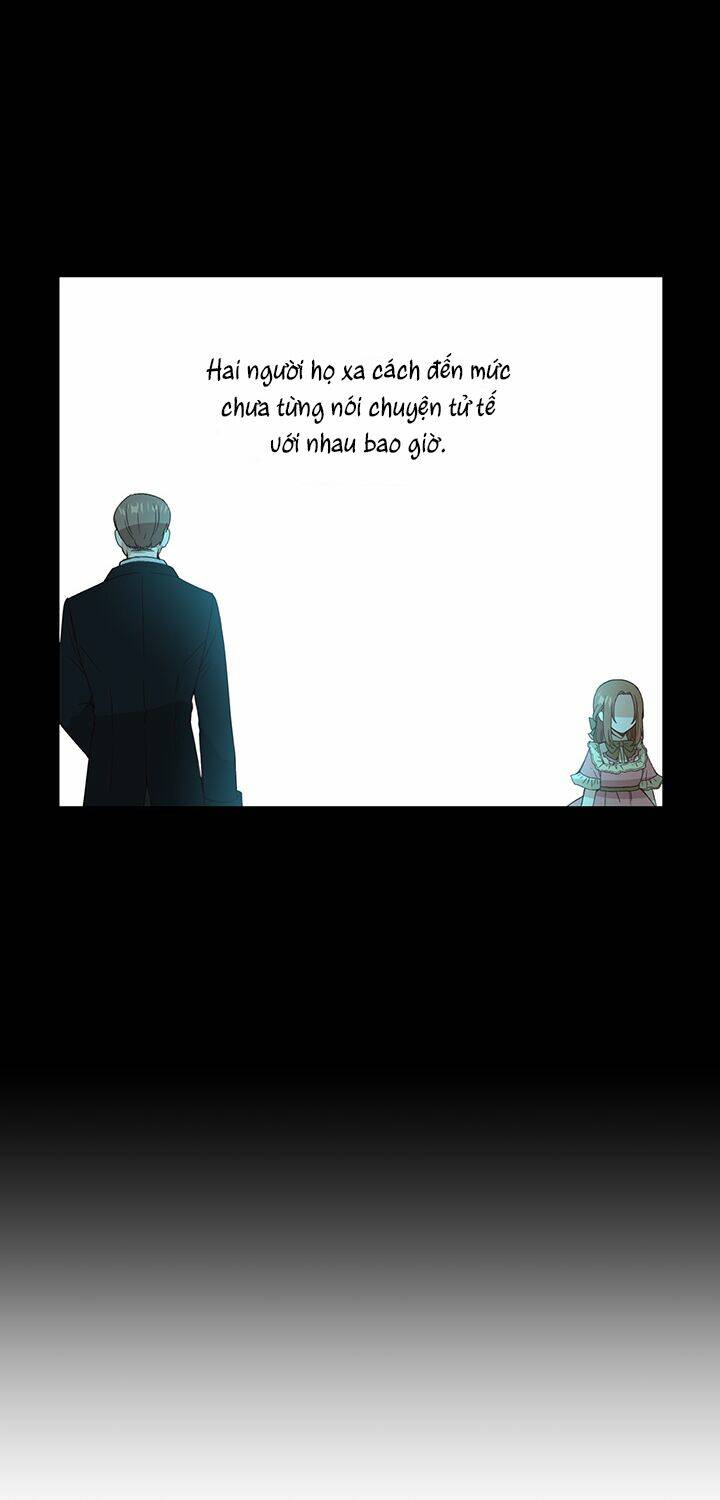 Hai người họ xa cách đến mức
chưa từng nói chuyện tử tế
với nhau bao giờ.